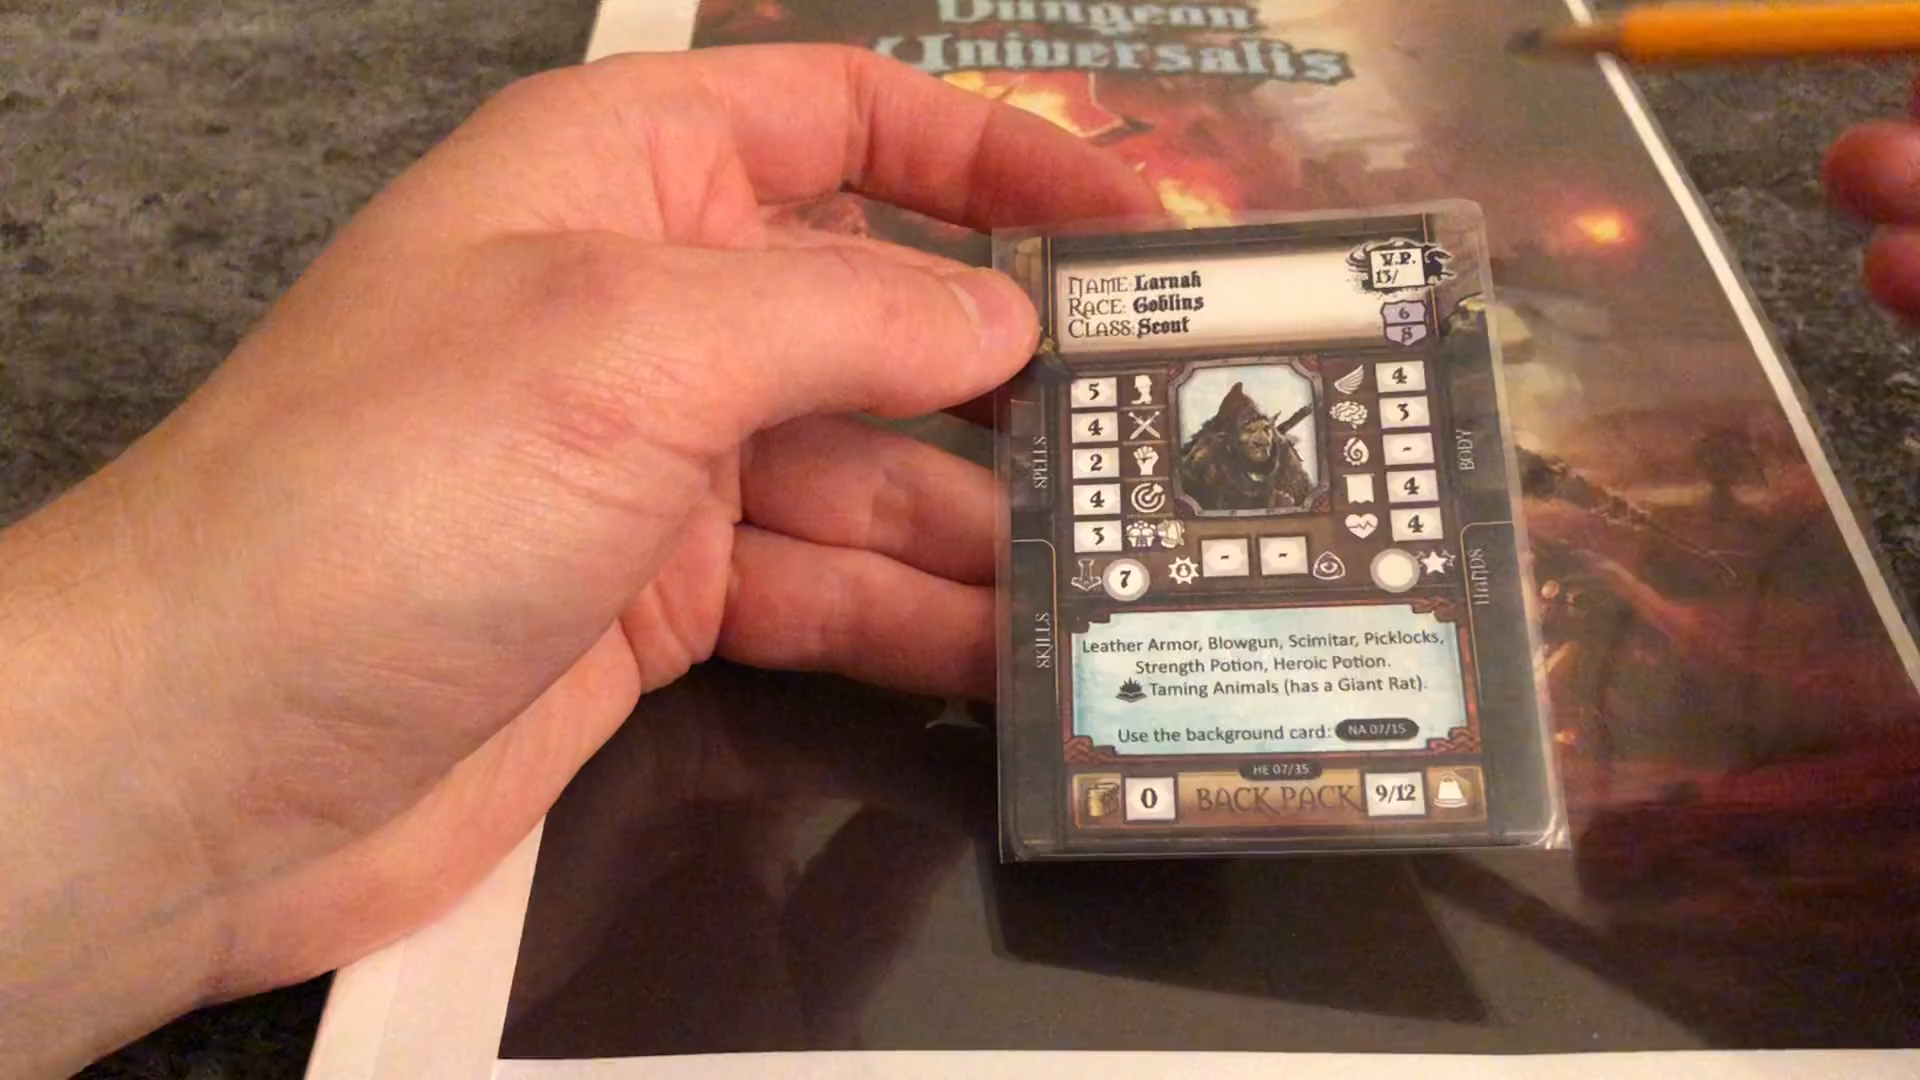 Dungeon
Universalis
NAME: Larnah
RACE: Goblins
CLASS: Scout
V.P.
13/
6
8
5
4
2
4
3
4
3
-
4
4
7
-
-
SPELLS
SKILLS
BODY
HANDS
Leather Armor, Blowgun, Scimitar, Picklocks,
Strength Potion, Heroic Potion.
Taming Animals (has a Giant Rat).
Use the background card: NA 07/15
HE 07/35
0
BACK PACK
9/12